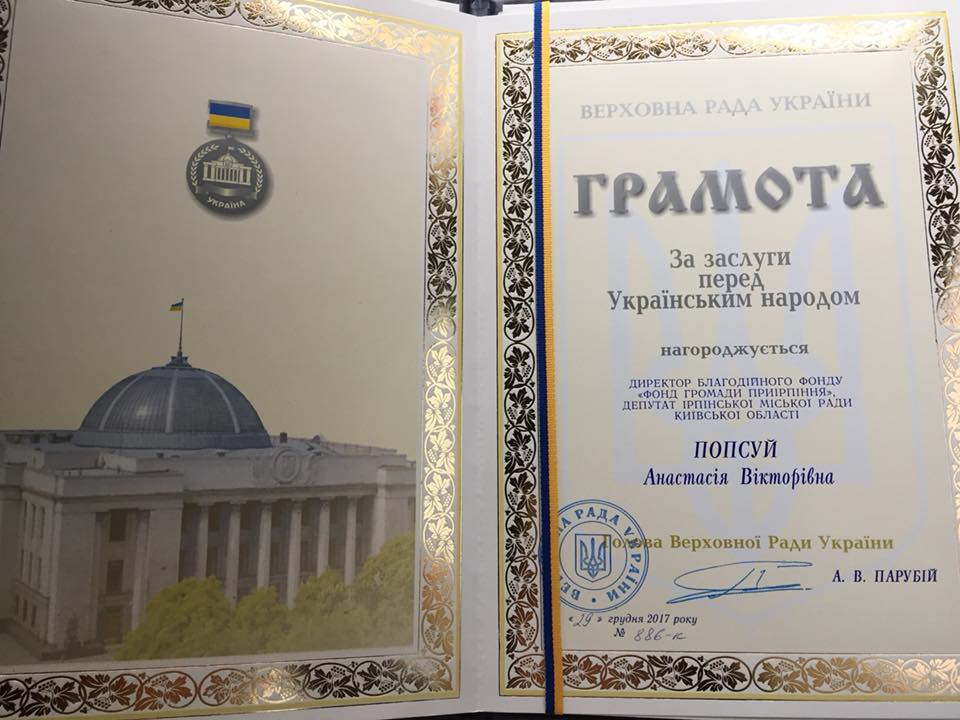 УКРАЇНА
ВЕРХОВНА РАДА УКРАЇНИ
ГРАМОТА
За заслуги
перед
Українським народом
нагороджується
ДИРЕКТОР БЛАГОДІЙНОГО ФОНДУ
«ФОНД ГРОМАДИ ПРИІРПІННЯ»,
ДЕПУТАТ ІРПІНСЬКОЇ МІСЬКОЇ РАДИ
КИЇВСЬКОЇ ОБЛАСТІ
ПОПСУЙ
Анастасія Вікторівна
Голова Верховної Ради України
А. В. ПАРУБІЙ
РАДА УКРАЇНИ
«29» грудня 2017 року
№ 886-к